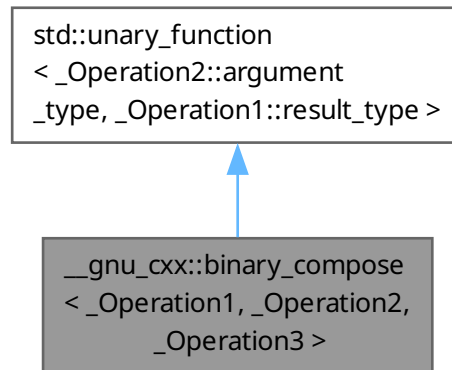 std::unary_function
< _Operation2::argument
_type, _Operation1::result_type >
__gnu_cxx::binary_compose
< _Operation1, _Operation2,
_Operation3 >